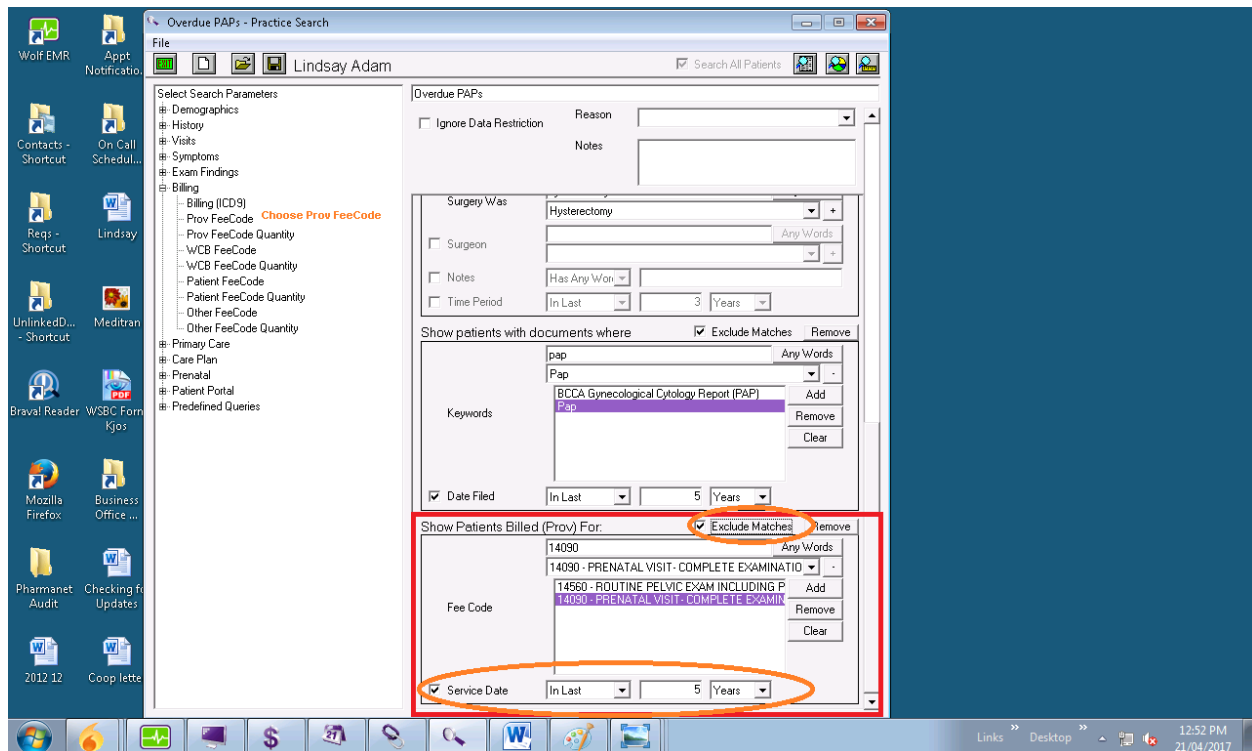 Overdue PAPs - Practice Search
File
Lindsay Adam
Search All Patients
Select Search Parameters
Demographics
History
Visits
Symptoms
Exam Findings
Billing
Billing (ICD9)
Prov FeeCode
Choose Prov FeeCode
Prov FeeCode Quantity
WCB FeeCode
WCB FeeCode Quantity
Patient FeeCode
Patient FeeCode Quantity
Other FeeCode
Other FeeCode Quantity
Primary Care
Care Plan
Prenatal
Patient Portal
Predefined Queries
Overdue PAPs
Ignore Data Restriction
Reason
Notes
Surgery Was
Hysterectomy
+
Surgeon
Any Words
+
Notes
Has Any Wor
Time Period
In Last
3
Years
Show patients with documents where
Exclude Matches
Remove
pap
Any Words
Pap
-
Keywords
BCCA Gynecological Cytology Report (PAP)
Pap
Add
Remove
Clear
Date Filed
In Last
5
Years
Show Patients Billed (Prov) For:
Exclude Matches
Remove
14090
Any Words
14090 - PRENATAL VISIT- COMPLETE EXAMINATIO
-
Fee Code
14560 - ROUTINE PELVIC EXAM INCLUDING P
14090 - PRENATAL VISIT- COMPLETE EXAMIN
Add
Remove
Clear
Service Date
In Last
5
Years
Wolf EMR
Appt
Notificatio...
Contacts -
Shortcut
On Call
Schedul...
Reqs -
Shortcut
Lindsay
UnlinkedD...
- Shortcut
Meditran
Brava! Reader
WSBC Forn
Kjos
Mozilla
Firefox
Business
Office ...
Pharmanet
Audit
Checking fo
Updates
2012 12
Coop lette
Links
Desktop
12:52 PM
21/04/2017